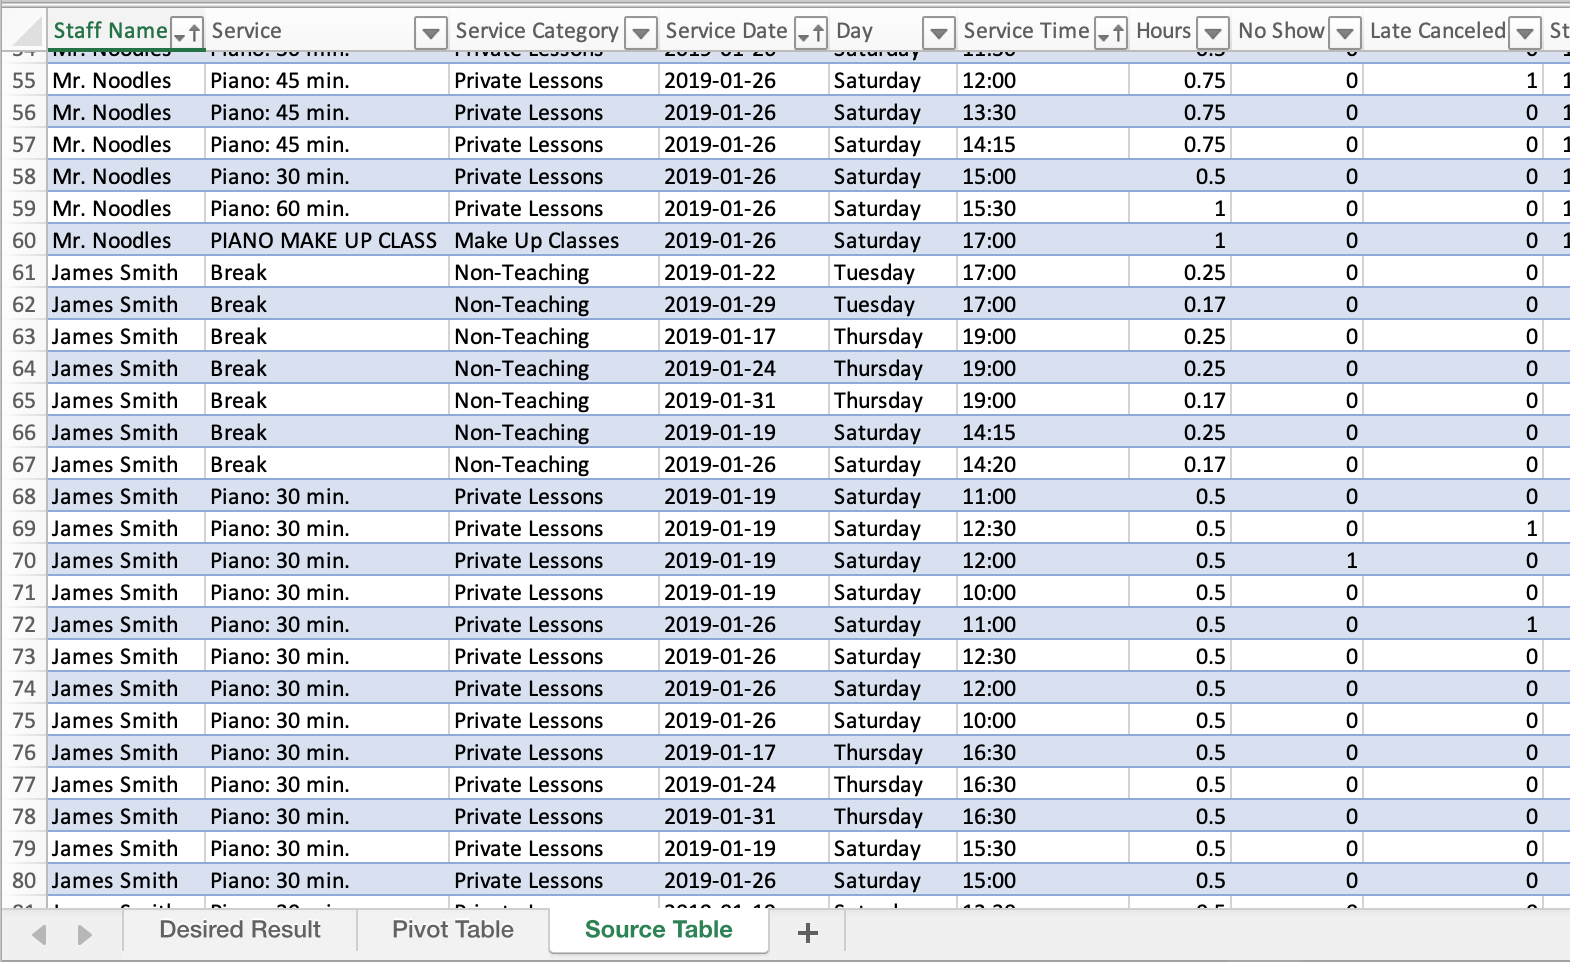 Staff Name Service Service Category Service Date Day Service Time Hours No Show Late Canceled St
55 Mr. Noodles Piano: 45 min. Private Lessons 2019-01-26 Saturday 12:00 0.75 0 1 1
56 Mr. Noodles Piano: 45 min. Private Lessons 2019-01-26 Saturday 13:30 0.75 0 0 1
57 Mr. Noodles Piano: 45 min. Private Lessons 2019-01-26 Saturday 14:15 0.75 0 0 1
58 Mr. Noodles Piano: 30 min. Private Lessons 2019-01-26 Saturday 15:00 0.5 0 0 1
59 Mr. Noodles Piano: 60 min. Private Lessons 2019-01-26 Saturday 15:30 1 0 0 1
60 Mr. Noodles PIANO MAKE UP CLASS Make Up Classes 2019-01-26 Saturday 17:00 1 0 0 1
61 James Smith Break Non-Teaching 2019-01-22 Tuesday 17:00 0.25 0 0
62 James Smith Break Non-Teaching 2019-01-29 Tuesday 17:00 0.17 0 0
63 James Smith Break Non-Teaching 2019-01-17 Thursday 19:00 0.25 0 0
64 James Smith Break Non-Teaching 2019-01-24 Thursday 19:00 0.25 0 0
65 James Smith Break Non-Teaching 2019-01-31 Thursday 19:00 0.17 0 0
66 James Smith Break Non-Teaching 2019-01-19 Saturday 14:15 0.25 0 0
67 James Smith Break Non-Teaching 2019-01-26 Saturday 14:20 0.17 0 0
68 James Smith Piano: 30 min. Private Lessons 2019-01-19 Saturday 11:00 0.5 0 0
69 James Smith Piano: 30 min. Private Lessons 2019-01-19 Saturday 12:30 0.5 0 1
70 James Smith Piano: 30 min. Private Lessons 2019-01-19 Saturday 12:00 0.5 1 0
71 James Smith Piano: 30 min. Private Lessons 2019-01-19 Saturday 10:00 0.5 0 0
72 James Smith Piano: 30 min. Private Lessons 2019-01-26 Saturday 11:00 0.5 0 1
73 James Smith Piano: 30 min. Private Lessons 2019-01-26 Saturday 12:30 0.5 0 0
74 James Smith Piano: 30 min. Private Lessons 2019-01-26 Saturday 12:00 0.5 0 0
75 James Smith Piano: 30 min. Private Lessons 2019-01-26 Saturday 10:00 0.5 0 0
76 James Smith Piano: 30 min. Private Lessons 2019-01-17 Thursday 16:30 0.5 0 0
77 James Smith Piano: 30 min. Private Lessons 2019-01-24 Thursday 16:30 0.5 0 0
78 James Smith Piano: 30 min. Private Lessons 2019-01-31 Thursday 16:30 0.5 0 0
79 James Smith Piano: 30 min. Private Lessons 2019-01-19 Saturday 15:30 0.5 0 0
80 James Smith Piano: 30 min. Private Lessons 2019-01-26 Saturday 15:00 0.5 0 0
Desired Result Pivot Table Source Table +